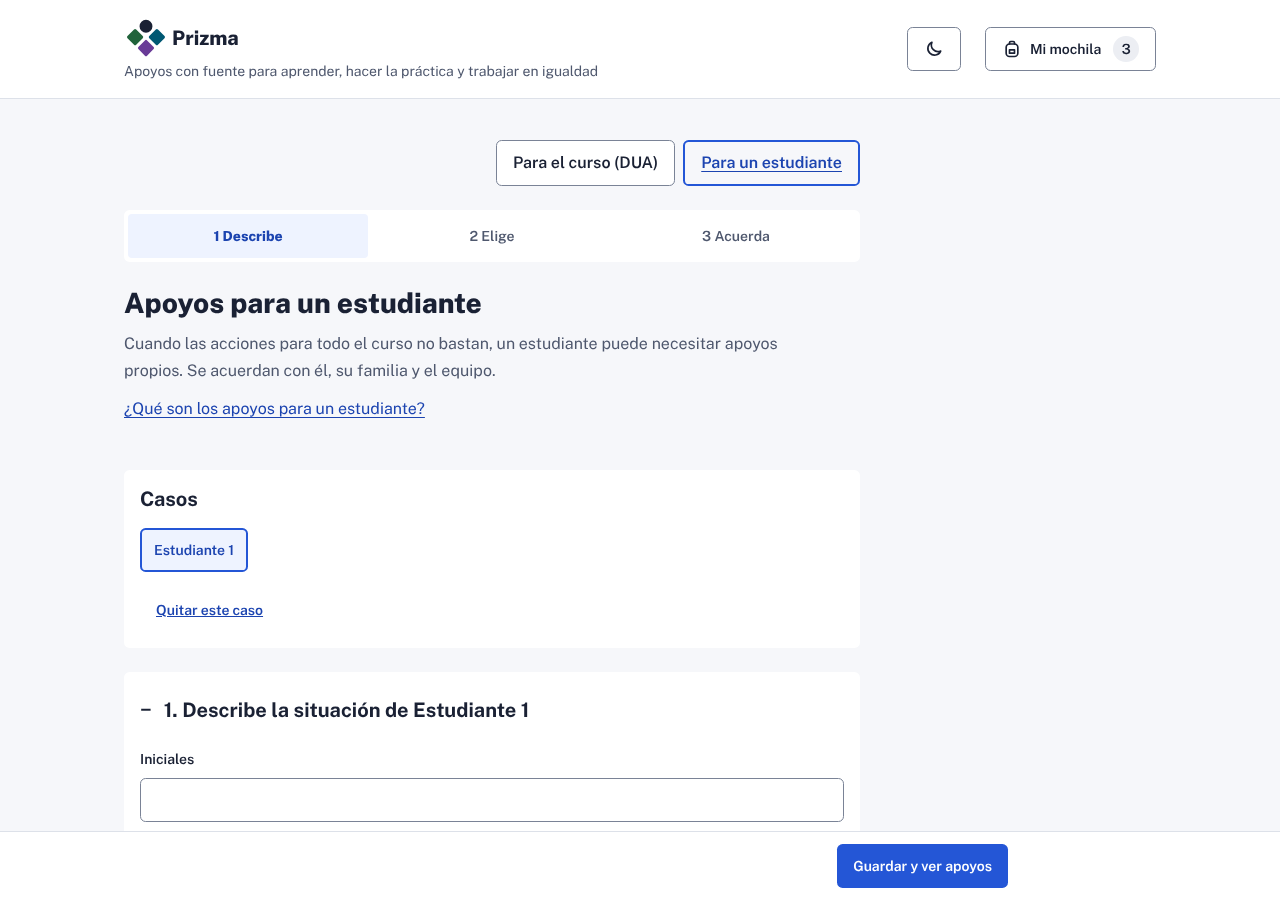 Prizma
Apoyos con fuente para aprender, hacer la práctica y trabajar en igualdad
Mi mochila 3
Para el curso (DUA)
Para un estudiante
1 Describe
2 Elige
3 Acuerda
Apoyos para un estudiante
Cuando las acciones para todo el curso no bastan, un estudiante puede necesitar apoyos
propios. Se acuerdan con él, su familia y el equipo.
¿Qué son los apoyos para un estudiante?
Casos
Estudiante 1
Quitar este caso
− 1. Describe la situación de Estudiante 1
Iniciales
Guardar y ver apoyos